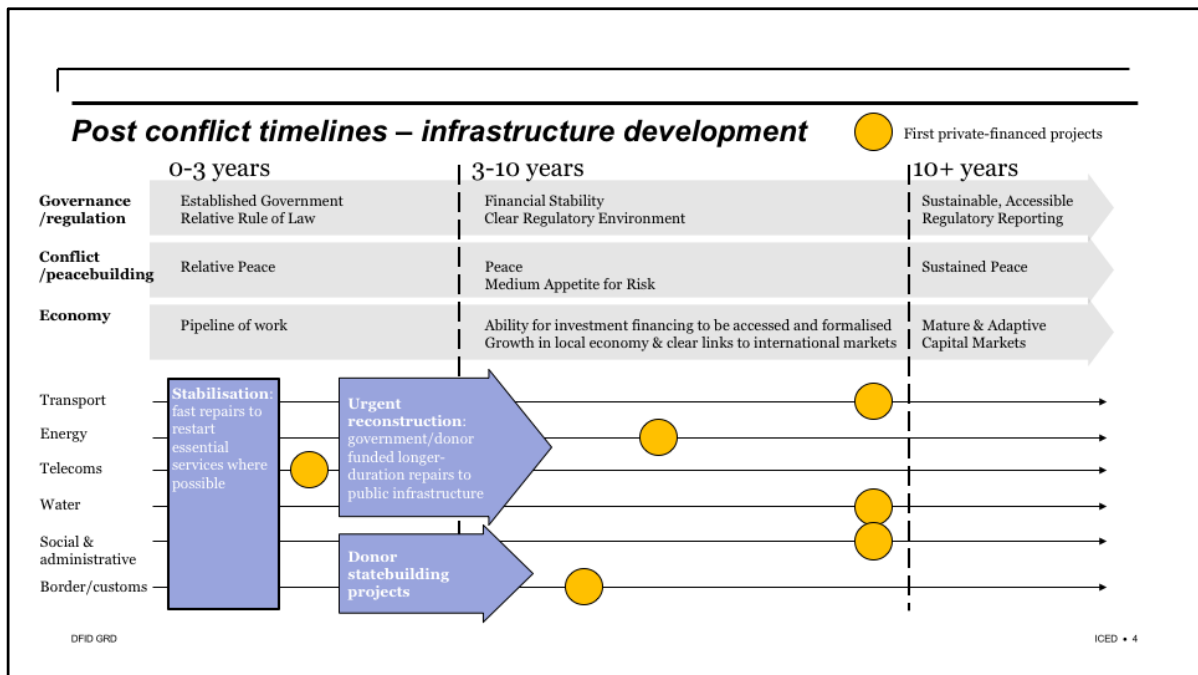 Post conflict timelines – infrastructure development
First private-financed projects
0-3 years
3-10 years
10+ years
Governance
/regulation
Established Government
Relative Rule of Law
Financial Stability
Clear Regulatory Environment
Sustainable, Accessible
Regulatory Reporting
Conflict
/peacebuilding
Relative Peace
Peace
Medium Appetite for Risk
Sustained Peace
Economy
Pipeline of work
Ability for investment financing to be accessed and formalised
Growth in local economy & clear links to international markets
Mature & Adaptive
Capital Markets
Transport
Energy
Telecoms
Water
Social &
administrative
Border/customs
Stabilisation:
fast repairs to
restart
essential
services where
possible
Urgent
reconstruction:
government/donor
funded longer-
duration repairs to
public infrastructure
Donor
statebuilding
projects
DFID GRD
ICED • 4